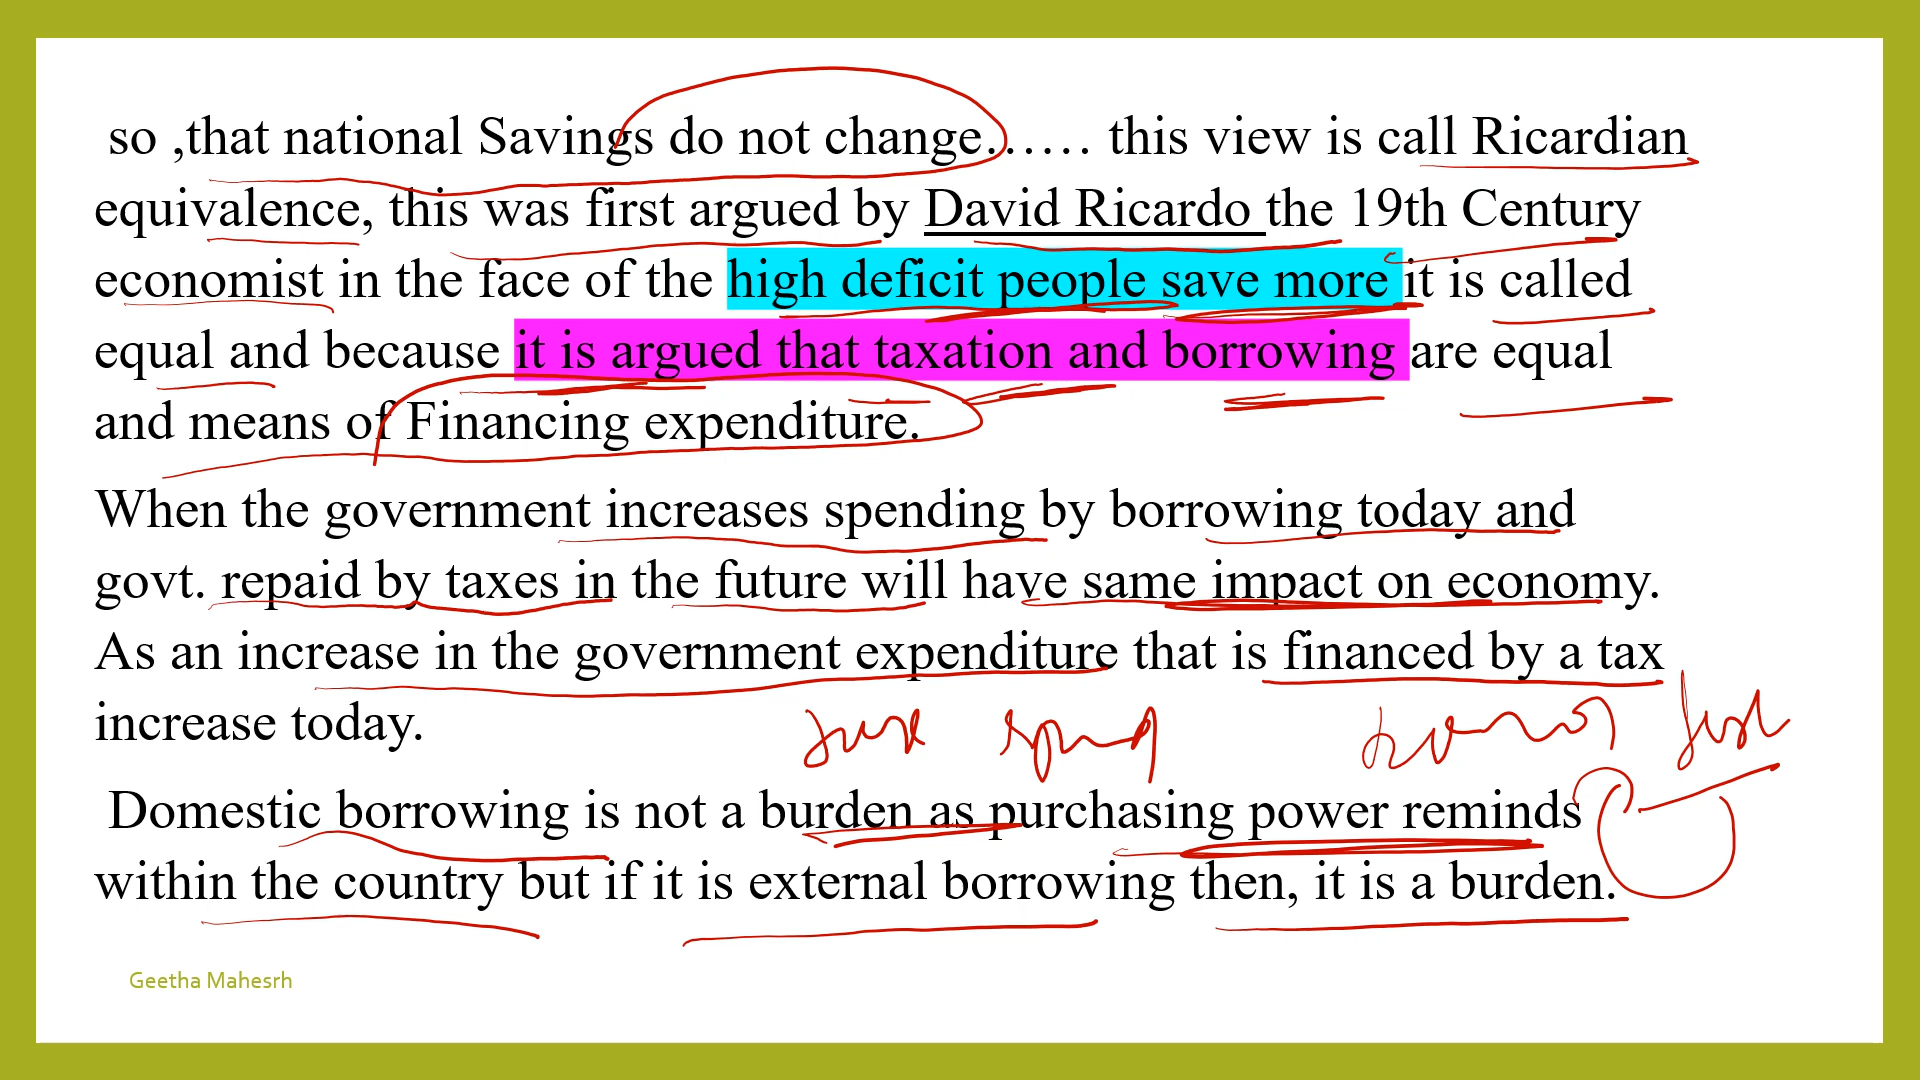 so ,that national Savings do not change…… this view is call Ricardian
equivalence, this was first argued by David Ricardo the 19th Century
economist in the face of the high deficit people save more it is called
equal and because it is argued that taxation and borrowing are equal
and means of Financing expenditure.
When the government increases spending by borrowing today and
govt. repaid by taxes in the future will have same impact on economy.
As an increase in the government expenditure that is financed by a tax
increase today.
Domestic borrowing is not a burden as purchasing power reminds
within the country but if it is external borrowing then, it is a burden.
Geetha Mahesrh